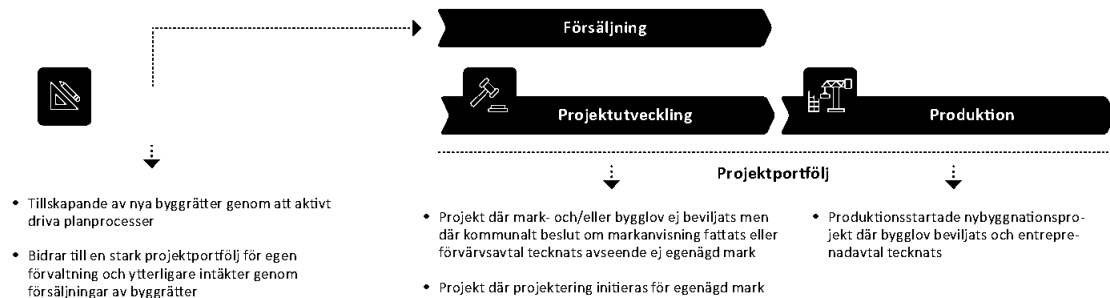 Försäljning
Projektutveckling
Produktion
Projektportfölj
• Tillskapande av nya byggrätter genom att aktivt
driva planprocesser
• Bidrar till en stark projektportfölj för egen
förvaltning och ytterligare intäkter genom
försäljningar av byggrätter
• Projekt där mark- och/eller bygglov ej beviljats men
där kommunalt beslut om markanvisning fattats eller
förvärvsavtal tecknats avseende ej egenägd mark
• Projekt där projektering initieras för egenägd mark
• Produktionsstartade nybyggnationspro-
jekt där bygglov beviljats och entrepre-
nadavtal tecknats